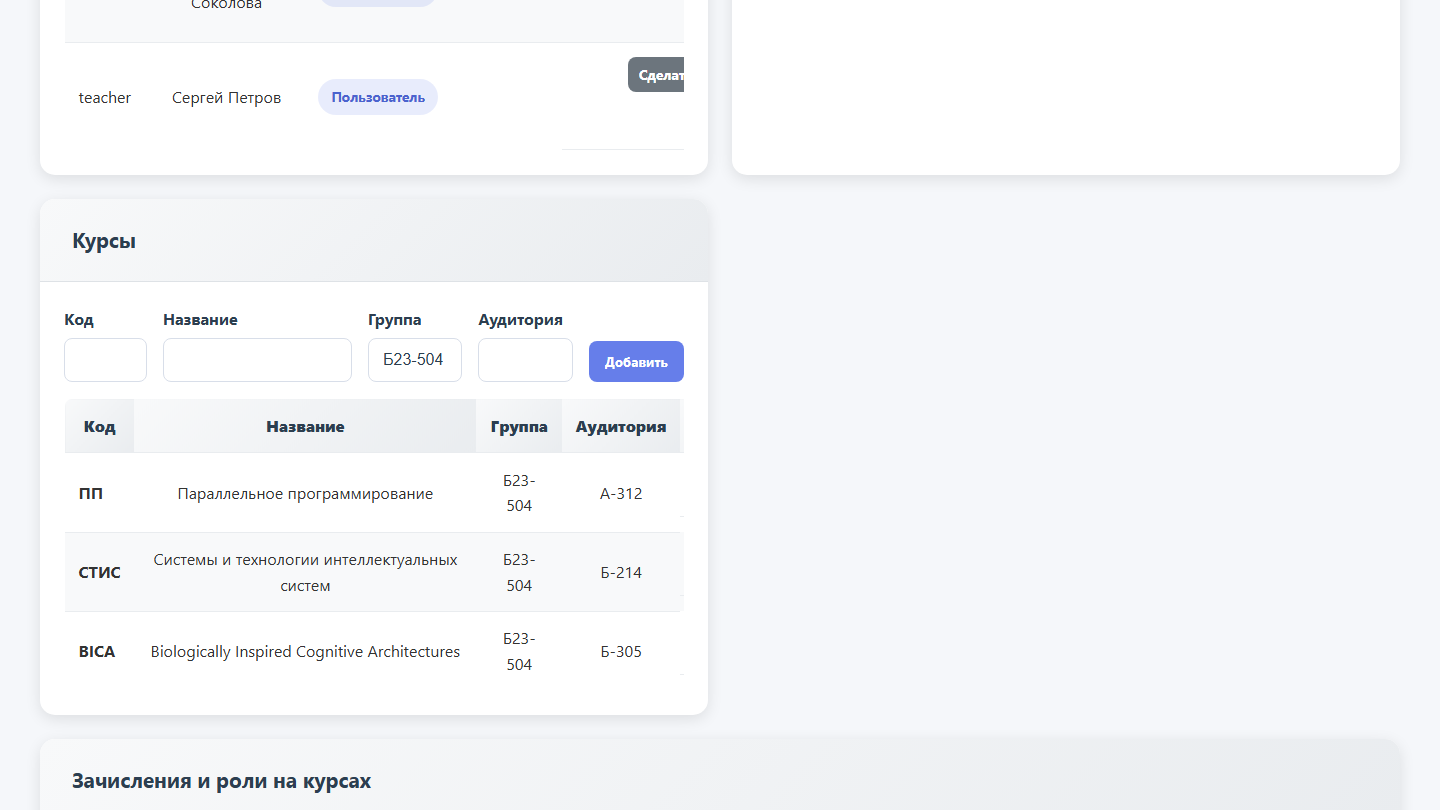 Соколова
teacher Сергей Петров Пользователь Сделат
Курсы
Код Название Группа Аудитория
Б23-504 Добавить
Код Название Группа Аудитория
ПП Параллельное программирование Б23-504 А-312
СТИС Системы и технологии интеллектуальных систем Б23-504 Б-214
BICA Biologically Inspired Cognitive Architectures Б23-504 Б-305
Зачисления и роли на курсах